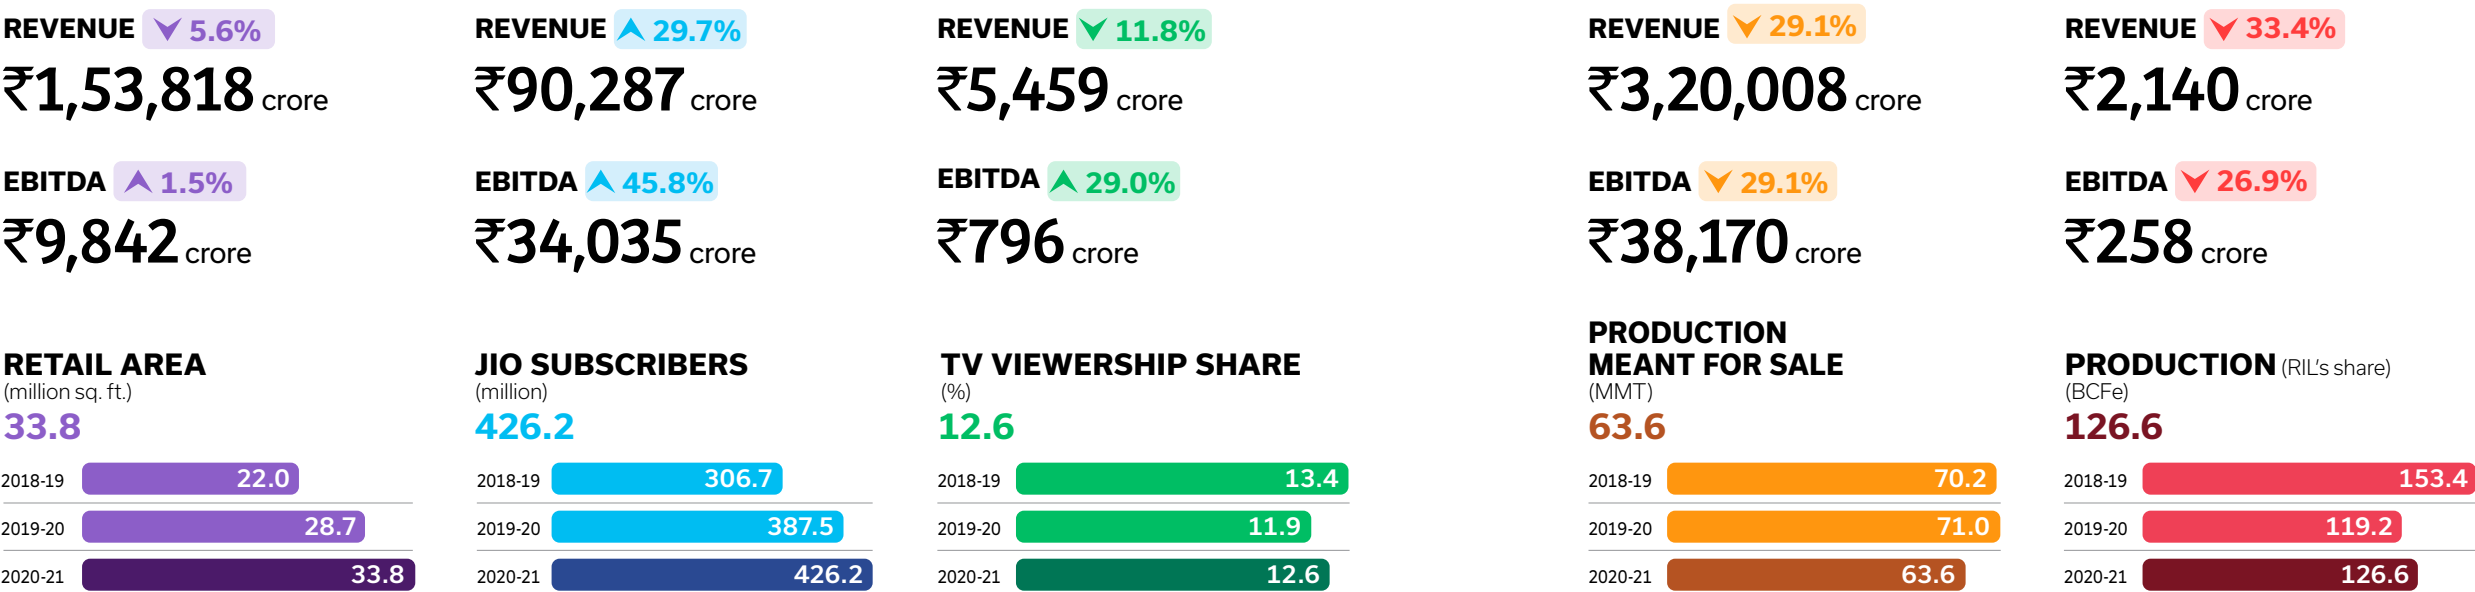 REVENUE 5.6%
₹1,53,818 crore
EBITDA 1.5%
₹9,842 crore
RETAIL AREA
(million sq. ft.)
33.8
2018-19 22.0
2019-20 28.7
2020-21 33.8
REVENUE 29.7%
₹90,287 crore
EBITDA 45.8%
₹34,035 crore
JIO SUBSCRIBERS
(million)
426.2
2018-19 306.7
2019-20 387.5
2020-21 426.2
REVENUE 11.8%
₹5,459 crore
EBITDA 29.0%
₹796 crore
TV VIEWERSHIP SHARE
(%)
12.6
2018-19 13.4
2019-20 11.9
2020-21 12.6
REVENUE 29.1%
₹3,20,008 crore
EBITDA 29.1%
₹38,170 crore
PRODUCTION
MEANT FOR SALE
(MMT)
63.6
2018-19 70.2
2019-20 71.0
2020-21 63.6
REVENUE 33.4%
₹2,140 crore
EBITDA 26.9%
₹258 crore
PRODUCTION (RIL's share)
(BCFe)
126.6
2018-19 153.4
2019-20 119.2
2020-21 126.6